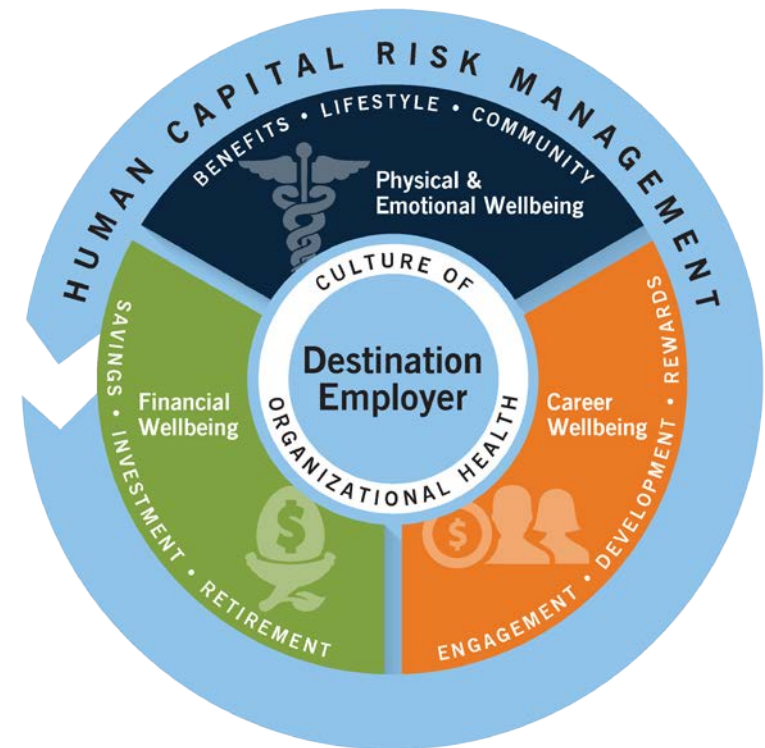 HUMAN CAPITAL RISK MANAGEMENT
BENEFITS • LIFESTYLE • COMMUNITY
Physical &
Emotional Wellbeing
CULTURE OF
ORGANIZATIONAL HEALTH
Destination
Employer
SAVINGS • INVESTMENT • RETIREMENT
Financial
Wellbeing
$
Career
Wellbeing
$
ENGAGEMENT • DEVELOPMENT • REWARDS